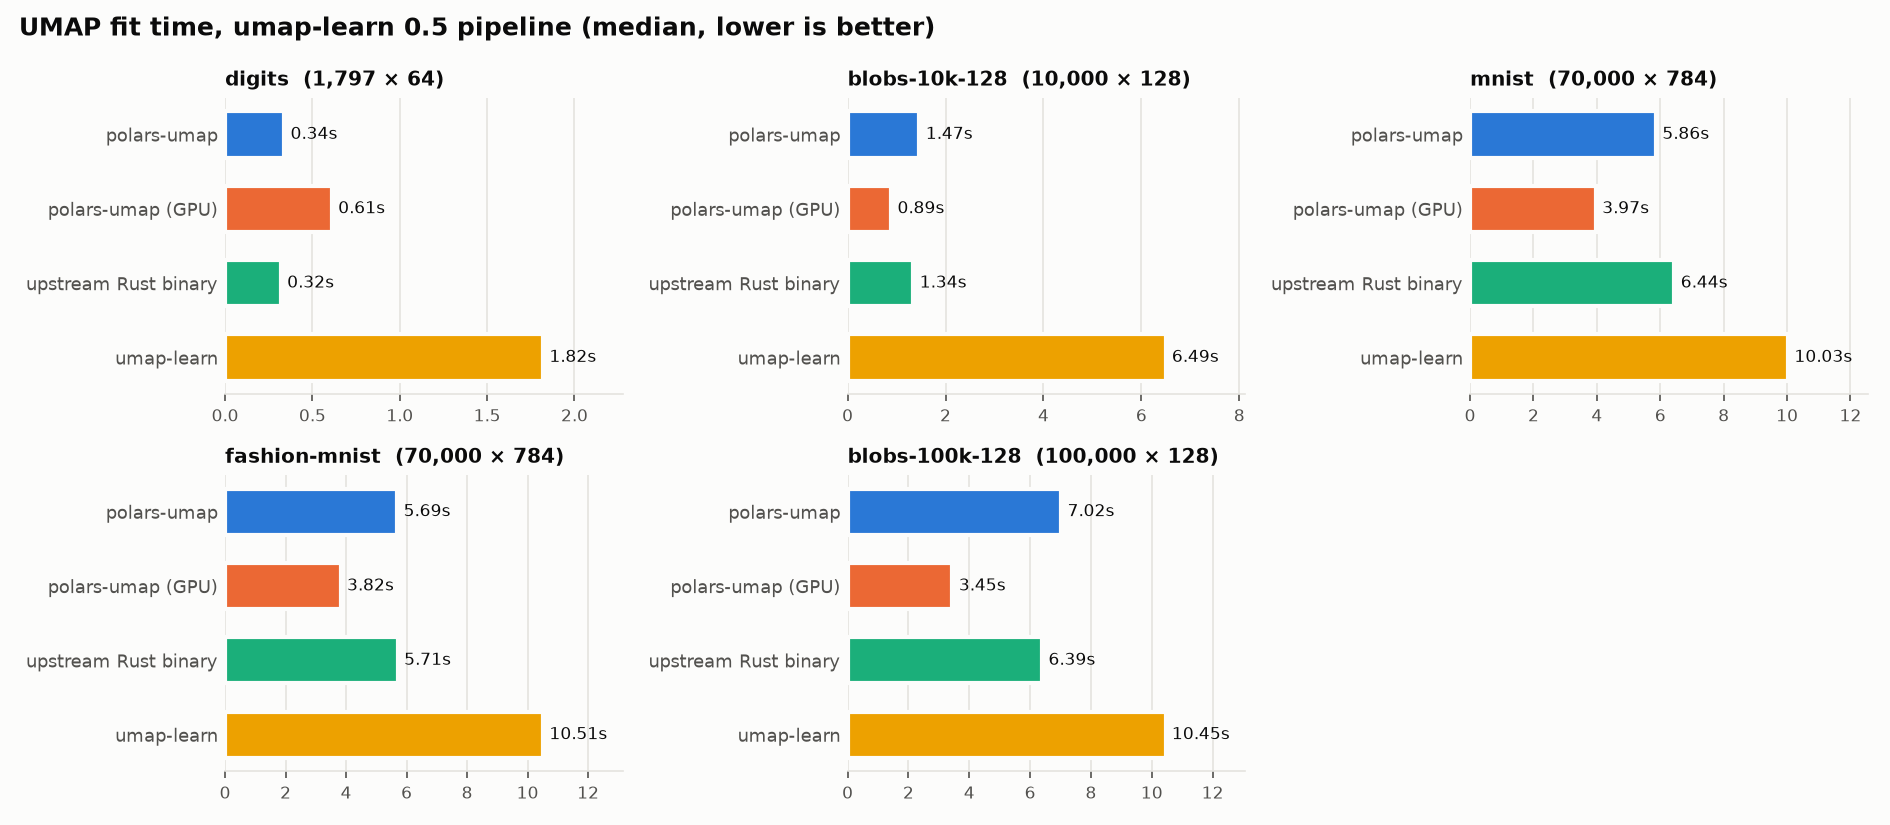 UMAP fit time, umap-learn 0.5 pipeline (median, lower is better)
digits  (1,797 × 64)
polars-umap 0.34s
polars-umap (GPU) 0.61s
upstream Rust binary 0.32s
umap-learn 1.82s
0.0 0.5 1.0 1.5 2.0
blobs-10k-128  (10,000 × 128)
polars-umap 1.47s
polars-umap (GPU) 0.89s
upstream Rust binary 1.34s
umap-learn 6.49s
0 2 4 6 8
mnist  (70,000 × 784)
polars-umap 5.86s
polars-umap (GPU) 3.97s
upstream Rust binary 6.44s
umap-learn 10.03s
0 2 4 6 8 10 12
fashion-mnist  (70,000 × 784)
polars-umap 5.69s
polars-umap (GPU) 3.82s
upstream Rust binary 5.71s
umap-learn 10.51s
0 2 4 6 8 10 12
blobs-100k-128  (100,000 × 128)
polars-umap 7.02s
polars-umap (GPU) 3.45s
upstream Rust binary 6.39s
umap-learn 10.45s
0 2 4 6 8 10 12